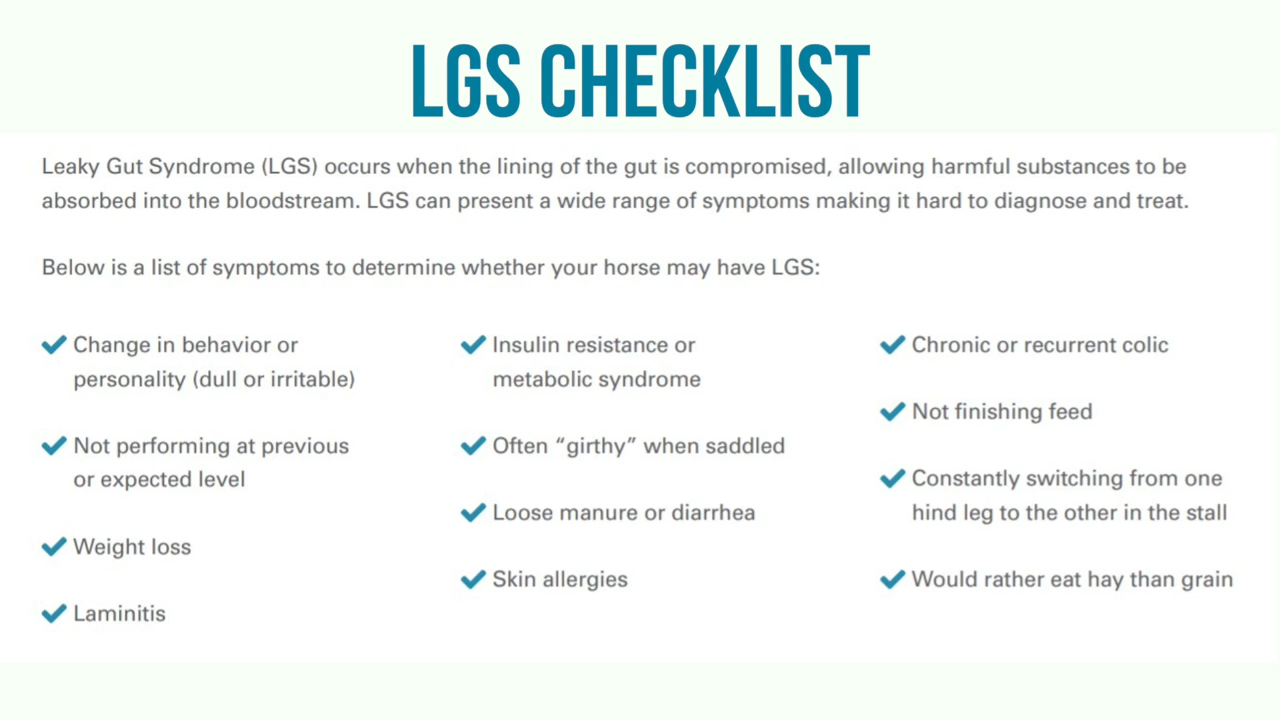 LGS CHECKLIST
Leaky Gut Syndrome (LGS) occurs when the lining of the gut is compromised, allowing harmful substances to be
absorbed into the bloodstream. LGS can present a wide range of symptoms making it hard to diagnose and treat.
Below is a list of symptoms to determine whether your horse may have LGS:
Change in behavior or
personality (dull or irritable)
Not performing at previous
or expected level
Weight loss
Laminitis
Insulin resistance or
metabolic syndrome
Often “girthy” when saddled
Loose manure or diarrhea
Skin allergies
Chronic or recurrent colic
Not finishing feed
Constantly switching from one
hind leg to the other in the stall
Would rather eat hay than grain